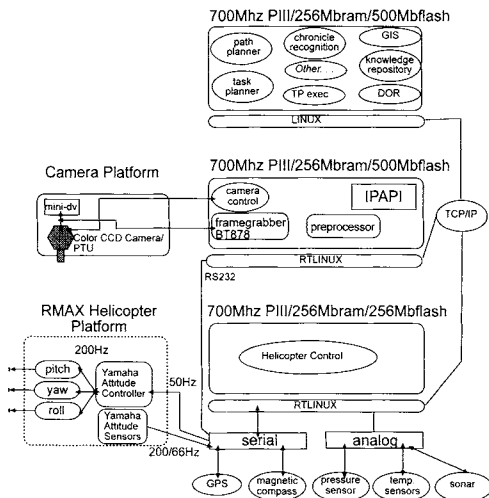 700Mhz PIII/256Mbram/500Mbflash
path
planner
chronicle
recognition
GIS
Other. . .
knowledge
repository
task
planner
TP exec
DOR
LINUX
Camera Platform
700Mhz PIII/256Mbram/500Mbflash
mini-dv
camera
control
IPAPI
TCP/IP
Color CCD Camera/
PTU
framegrabber
BT878
preprocessor
RTLINUX
RS232
RMAX Helicopter
Platform
700Mhz PIII/256Mbram/256Mbflash
200Hz
pitch
yaw
roll
Yamaha
Attitude
Controller
50Hz
Helicopter Control
Yamaha
Attitude
Sensors
RTLINUX
200/66Hz
serial
analog
GPS
magnetic
compass
pressure
sensor
temp.
sensors
sonar